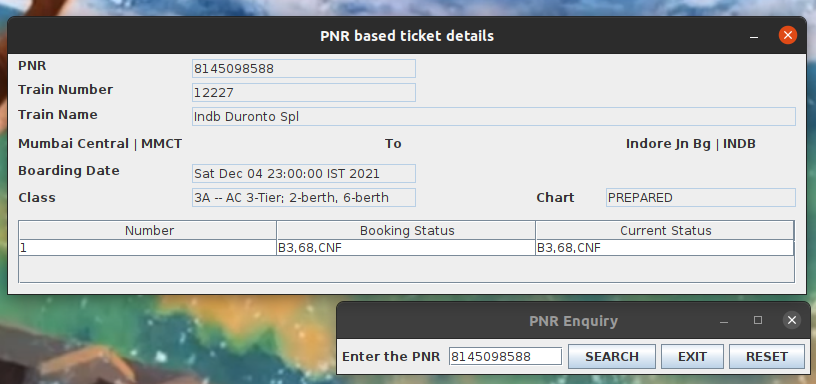 PNR based ticket details
PNR 8145098588
Train Number 12227
Train Name Indb Duronto Spl
Mumbai Central | MMCT To Indore Jn Bg | INDB
Boarding Date Sat Dec 04 23:00:00 IST 2021
Class 3A -- AC 3-Tier; 2-berth, 6-berth Chart PREPARED
Number Booking Status Current Status
1 B3,68,CNF B3,68,CNF
PNR Enquiry
Enter the PNR 8145098588 SEARCH EXIT RESET